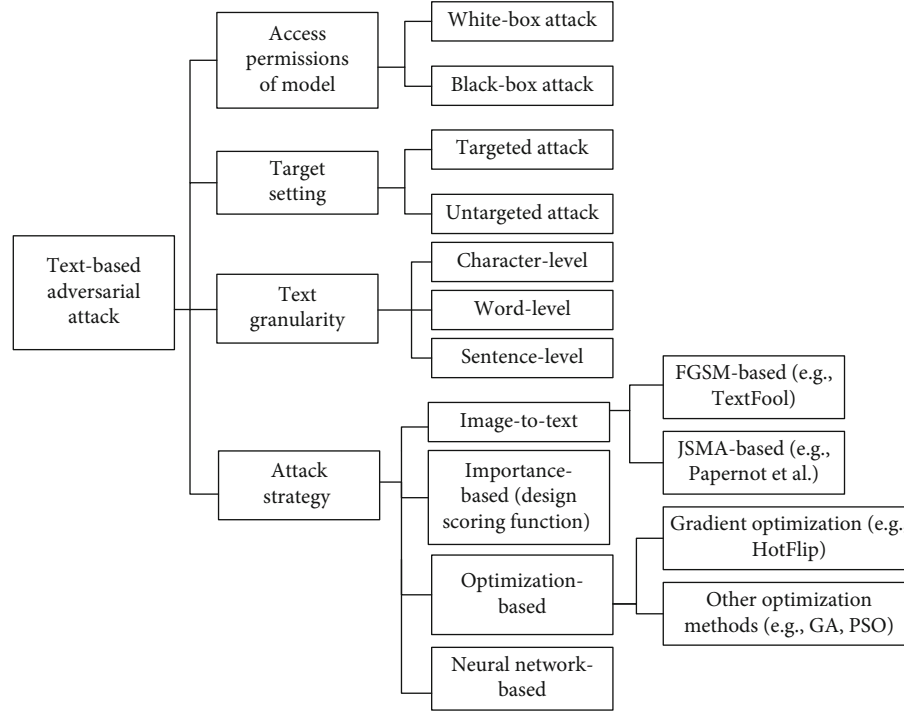 Text-based
adversarial
attack
Access
permissions
of model
White-box attack
Black-box attack
Target
setting
Targeted attack
Untargeted attack
Text
granularity
Character-level
Word-level
Sentence-level
Attack
strategy
Image-to-text
FGSM-based (e.g.,
TextFool)
JSMA-based (e.g.,
Papernot et al.)
Importance-
based (design
scoring function)
Optimization-
based
Gradient optimization (e.g.
HotFlip)
Other optimization
methods (e.g., GA, PSO)
Neural network-
based